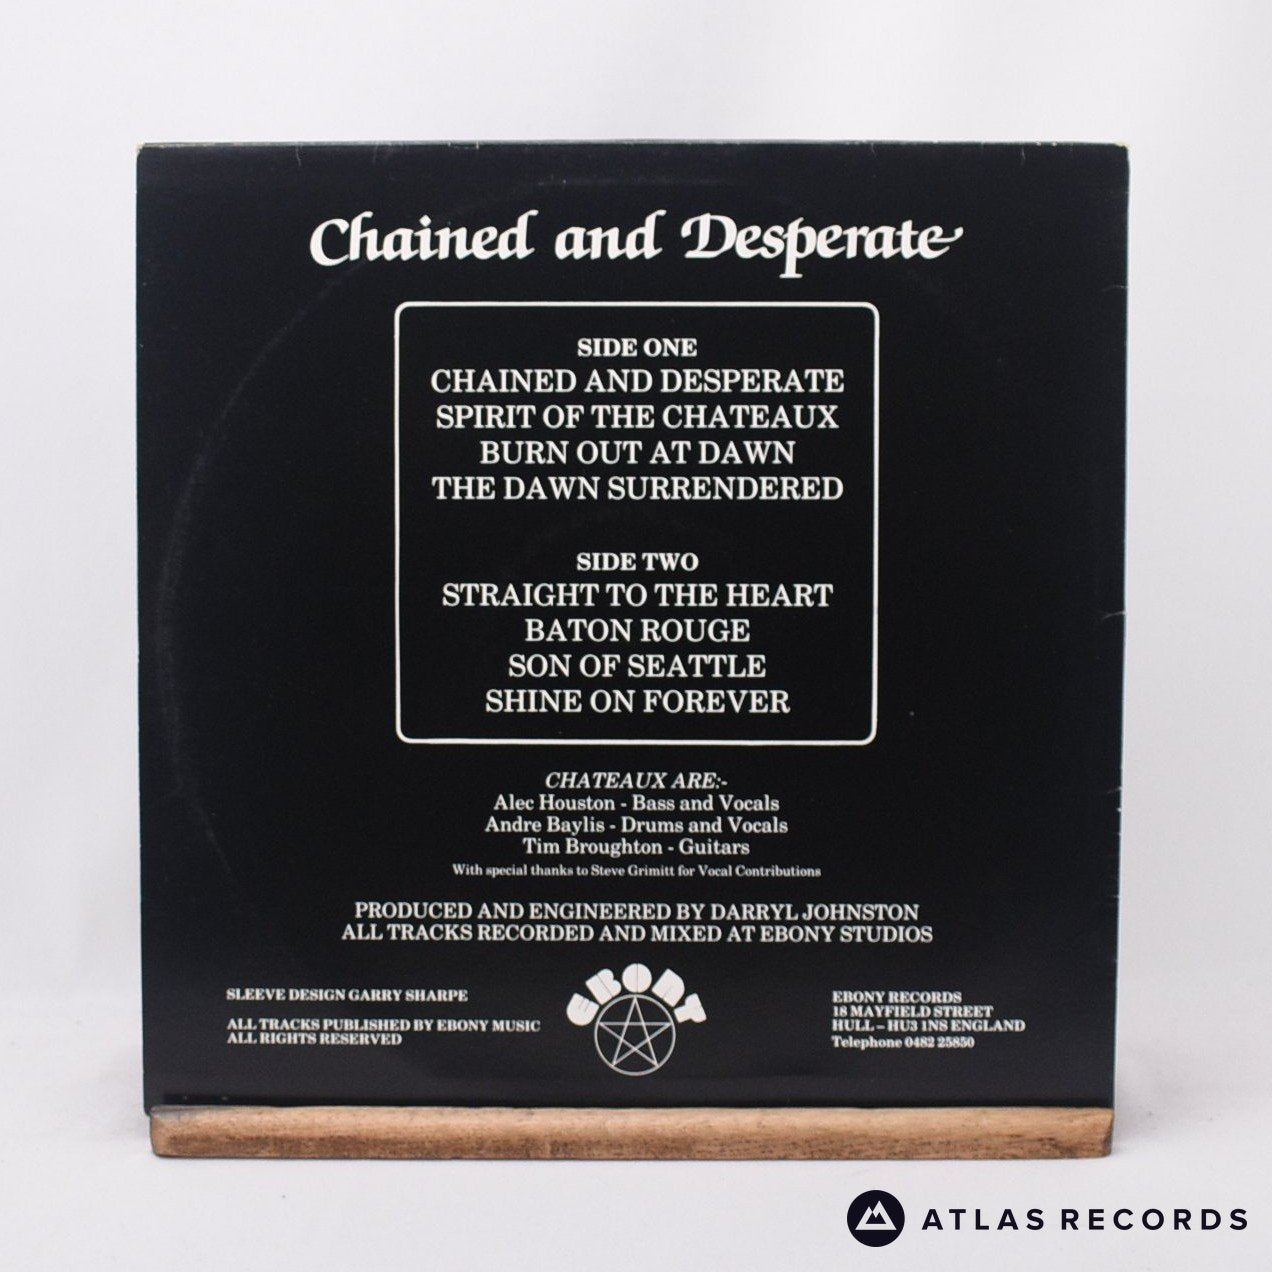 Chained and Desperate
SIDE ONE
CHAINED AND DESPERATE
SPIRIT OF THE CHATEAUX
BURN OUT AT DAWN
THE DAWN SURRENDERED
SIDE TWO
STRAIGHT TO THE HEART
BATON ROUGE
SON OF SEATTLE
SHINE ON FOREVER
CHATEAUX ARE:-
Alec Houston - Bass and Vocals
Andre Baylis - Drums and Vocals
Tim Broughton - Guitars
With special thanks to Steve Grimitt for Vocal Contributions
PRODUCED AND ENGINEERED BY DARRYL JOHNSTON
ALL TRACKS RECORDED AND MIXED AT EBONY STUDIOS
SLEEVE DESIGN GARRY SHARPE
ALL TRACKS PUBLISHED BY EBONY MUSIC
ALL RIGHTS RESERVED
EBONY
EBONY RECORDS
18 MAYFIELD STREET
HULL – HU3 1NS ENGLAND
Telephone 0482 25850
ATLAS RECORDS